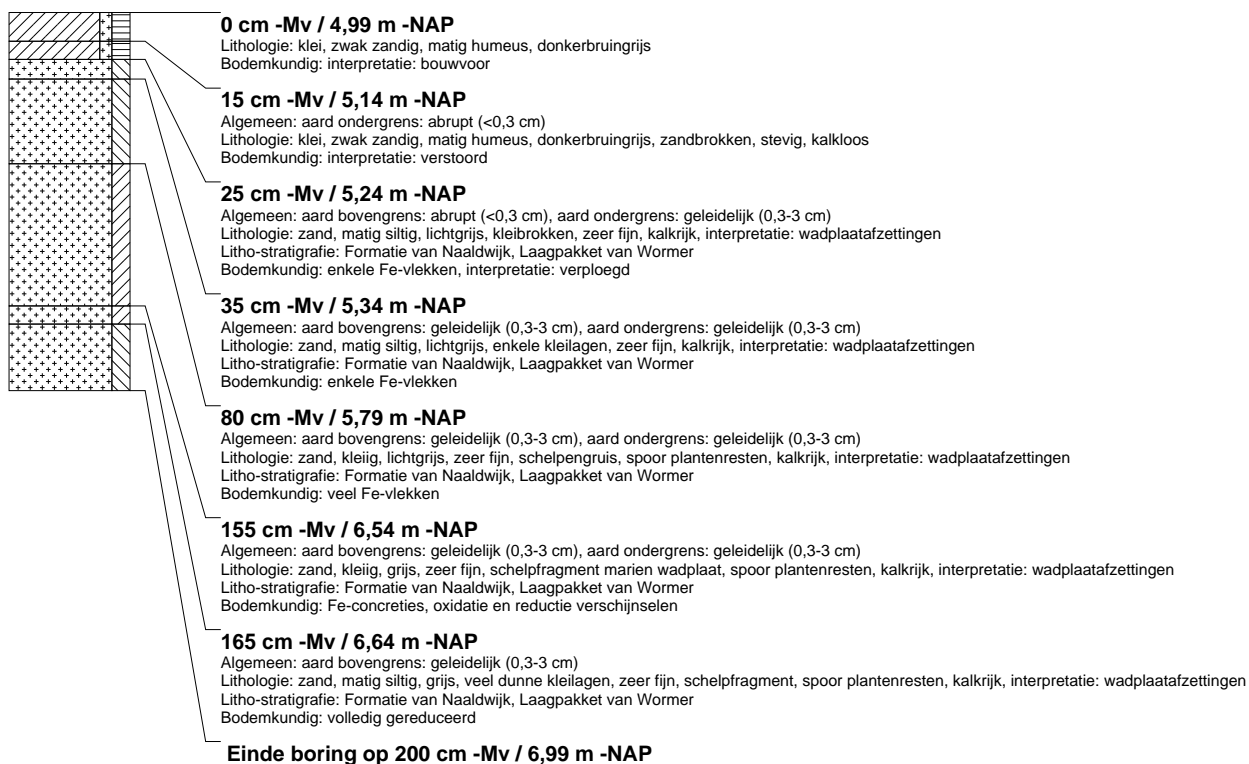 0 cm -Mv / 4,99 m -NAP
Lithologie: klei, zwak zandig, matig humeus, donkerbruingrijs
Bodemkundig: interpretatie: bouwvoor
15 cm -Mv / 5,14 m -NAP
Algemeen: aard ondergrens: abrupt (<0,3 cm)
Lithologie: klei, zwak zandig, matig humeus, donkerbruingrijs, zandbrokken, stevig, kalkloos
Bodemkundig: interpretatie: verstoord
25 cm -Mv / 5,24 m -NAP
Algemeen: aard bovengrens: abrupt (<0,3 cm), aard ondergrens: geleidelijk (0,3-3 cm)
Lithologie: zand, matig siltig, lichtgrijs, kleibrokken, zeer fijn, kalkrijk, interpretatie: wadplaatafzettingen
Litho-stratigrafie: Formatie van Naaldwijk, Laagpakket van Wormer
Bodemkundig: enkele Fe-vlekken, interpretatie: verploegd
35 cm -Mv / 5,34 m -NAP
Algemeen: aard bovengrens: geleidelijk (0,3-3 cm), aard ondergrens: geleidelijk (0,3-3 cm)
Lithologie: zand, matig siltig, lichtgrijs, enkele kleilagen, zeer fijn, kalkrijk, interpretatie: wadplaatafzettingen
Litho-stratigrafie: Formatie van Naaldwijk, Laagpakket van Wormer
Bodemkundig: enkele Fe-vlekken
80 cm -Mv / 5,79 m -NAP
Algemeen: aard bovengrens: geleidelijk (0,3-3 cm), aard ondergrens: geleidelijk (0,3-3 cm)
Lithologie: zand, kleiig, lichtgrijs, zeer fijn, schelpengruis, spoor plantenresten, kalkrijk, interpretatie: wadplaatafzettingen
Litho-stratigrafie: Formatie van Naaldwijk, Laagpakket van Wormer
Bodemkundig: veel Fe-vlekken
155 cm -Mv / 6,54 m -NAP
Algemeen: aard bovengrens: geleidelijk (0,3-3 cm), aard ondergrens: geleidelijk (0,3-3 cm)
Lithologie: zand, kleiig, grijs, zeer fijn, schelpfragment marien wadplaat, spoor plantenresten, kalkrijk, interpretatie: wadplaatafzettingen
Litho-stratigrafie: Formatie van Naaldwijk, Laagpakket van Wormer
Bodemkundig: Fe-concreties, oxidatie en reductie verschijnselen
165 cm -Mv / 6,64 m -NAP
Algemeen: aard bovengrens: geleidelijk (0,3-3 cm)
Lithologie: zand, matig siltig, grijs, veel dunne kleilagen, zeer fijn, schelpfragment, spoor plantenresten, kalkrijk, interpretatie: wadplaatafzettingen
Litho-stratigrafie: Formatie van Naaldwijk, Laagpakket van Wormer
Bodemkundig: volledig gereduceerd
Einde boring op 200 cm -Mv / 6,99 m -NAP